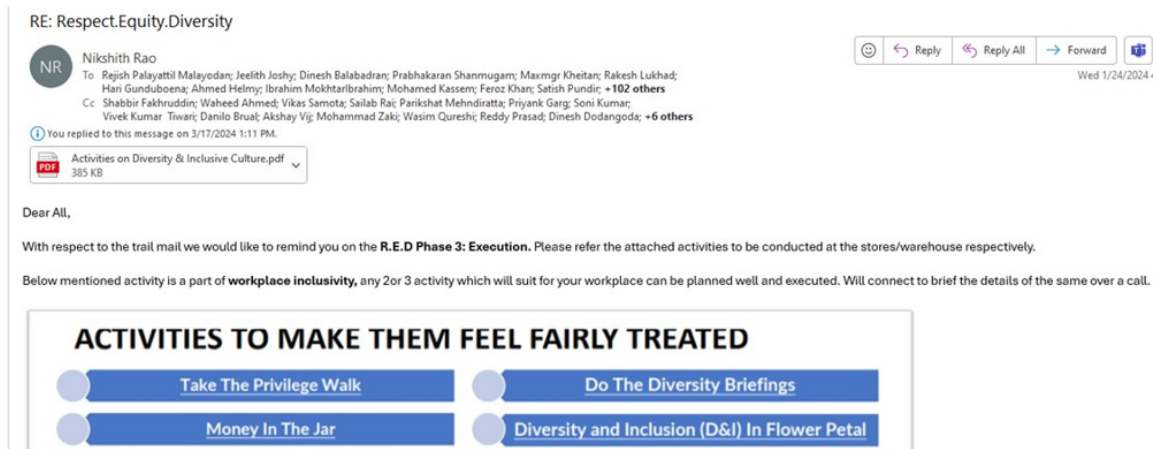 RE: Respect.Equity.Diversity
NR
Nikshith Rao
Reply
Reply All
Forward
Wed 1/24/2024
To Rejish Palayattil Malayodan; Jeelith Joshy; Dinesh Balabadran; Prabhakaran Shanmugam; Maxmgr Kheitan; Rakesh Lukhad;
Hari Gunduboena; Ahmed Helmy; Ibrahim MokhtarIbrahim; Mohamed Kassem; Feroz Khan; Satish Pundir; +102 others
Cc Shabbir Fakhruddin; Waheed Ahmed; Vikas Samota; Sailab Rai; Parikshat Mehndiratta; Priyank Garg; Soni Kumar;
Vivek Kumar Tiwari; Danilo Brual; Akshay Vij; Mohammad Zaki; Wasim Qureshi; Reddy Prasad; Dinesh Dodangoda; +6 others
You replied to this message on 3/17/2024 1:11 PM.
PDF
Activities on Diversity & Inclusive Culture.pdf
385 KB
Dear All,
With respect to the trail mail we would like to remind you on the R.E.D Phase 3: Execution. Please refer the attached activities to be conducted at the stores/warehouse respectively.
Below mentioned activity is a part of workplace inclusivity, any 2or 3 activity which will suit for your workplace can be planned well and executed. Will connect to brief the details of the same over a call.
ACTIVITIES TO MAKE THEM FEEL FAIRLY TREATED
Take The Privilege Walk
Do The Diversity Briefings
Money In The Jar
Diversity and Inclusion (D&I) In Flower Petal